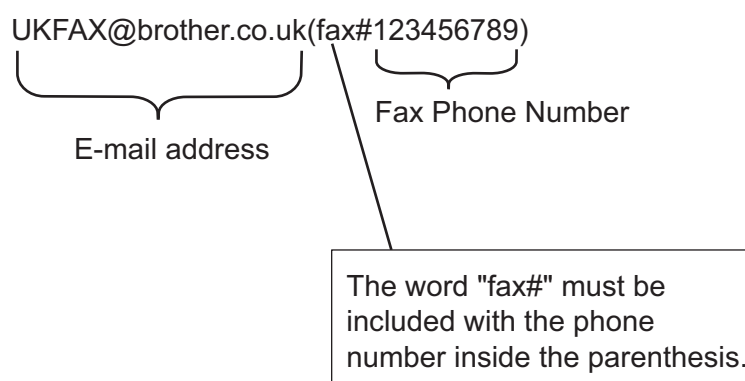 UKFAX@brother.co.uk(fax#123456789)
Fax Phone Number
E-mail address
The word "fax#" must be
included with the phone
number inside the parenthesis.